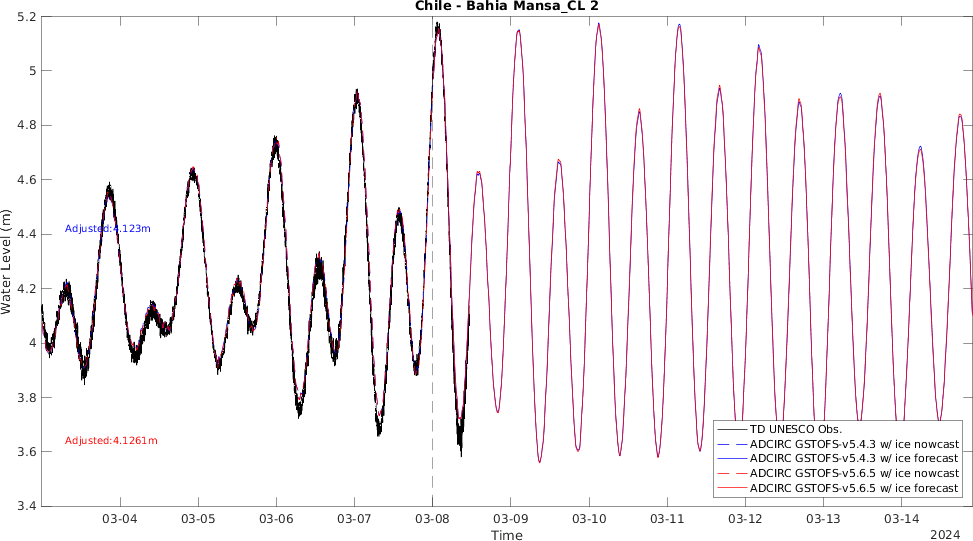 Chile - Bahia Mansa_CL 2
5.2
5
4.8
4.6
4.4
4.2
4
3.8
3.6
3.4
Water Level (m)
Adjusted:4.123m
Adjusted:4.1261m
TD UNESCO Obs.
ADCIRC GSTOFS-v5.4.3 w/ ice nowcast
ADCIRC GSTOFS-v5.4.3 w/ ice forecast
ADCIRC GSTOFS-v5.6.5 w/ ice nowcast
ADCIRC GSTOFS-v5.6.5 w/ ice forecast
03-04 03-05 03-06 03-07 03-08 03-09 03-10 03-11 03-12 03-13 03-14
Time
2024